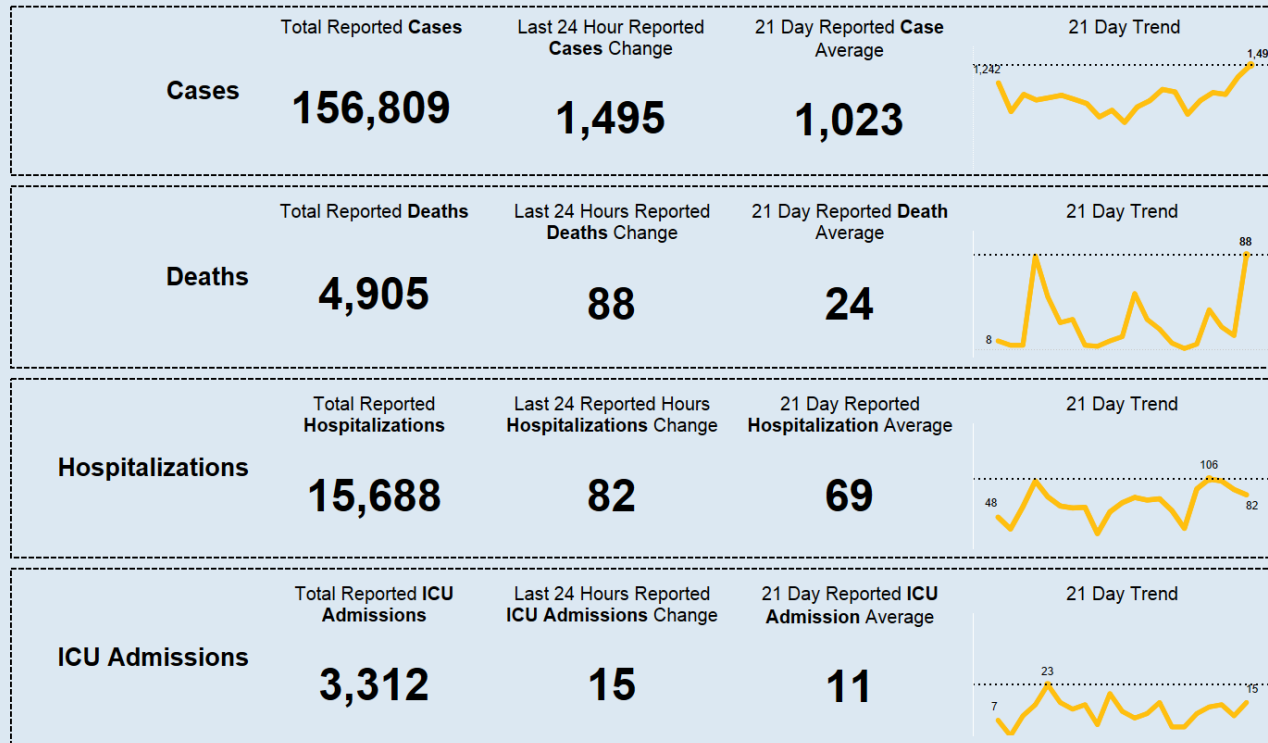 Total Reported Cases
Last 24 Hour Reported
Cases Change
21 Day Reported Case
Average
21 Day Trend
Cases
156,809
1,495
1,023
1,242
1,49
Total Reported Deaths
Last 24 Hours Reported
Deaths Change
21 Day Reported Death
Average
21 Day Trend
Deaths
4,905
88
24
8
88
Total Reported
Hospitalizations
Last 24 Reported Hours
Hospitalizations Change
21 Day Reported
Hospitalization Average
21 Day Trend
Hospitalizations
15,688
82
69
48
106
82
Total Reported ICU
Admissions
Last 24 Hours Reported
ICU Admissions Change
21 Day Reported ICU
Admission Average
21 Day Trend
ICU Admissions
3,312
15
11
7
23
15